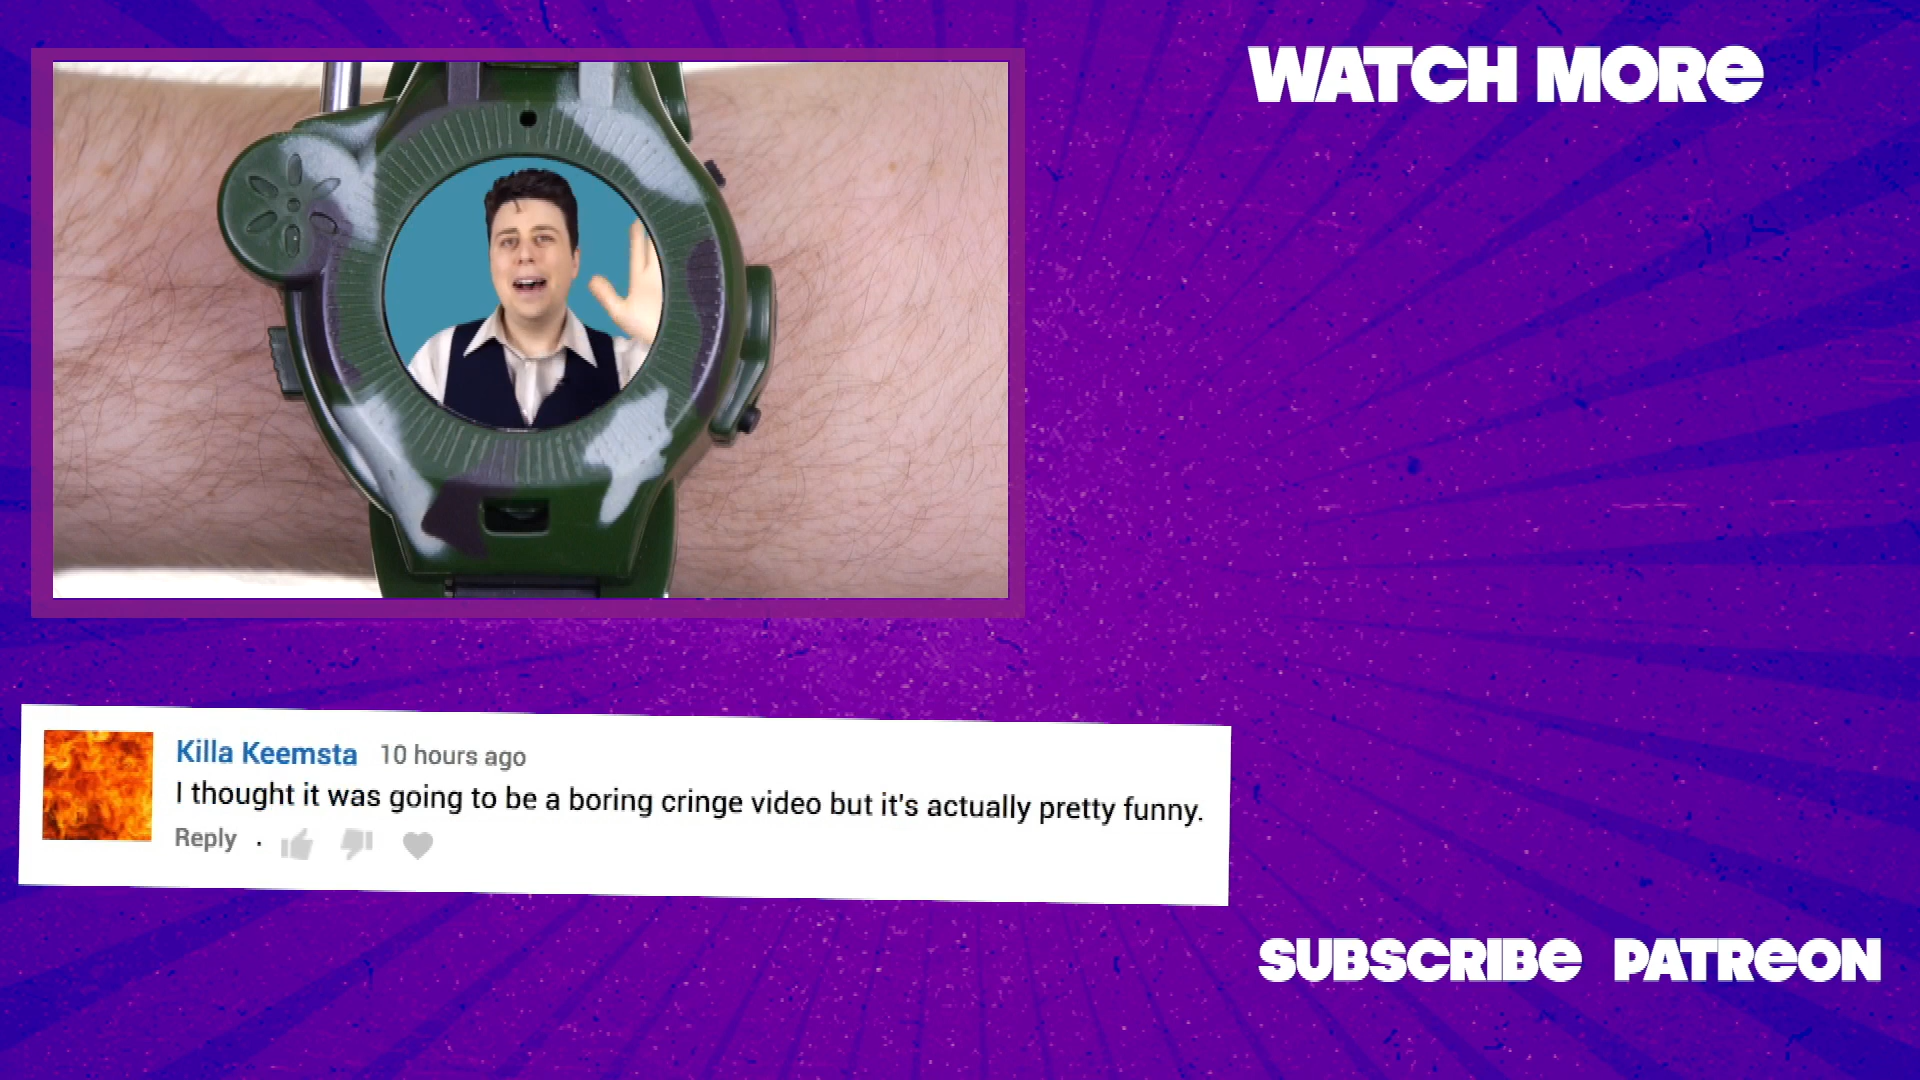 WATCH MORe
Killa Keemsta 10 hours ago
I thought it was going to be a boring cringe video but it's actually pretty funny.
Reply .
SUBSCRIBe PATReON